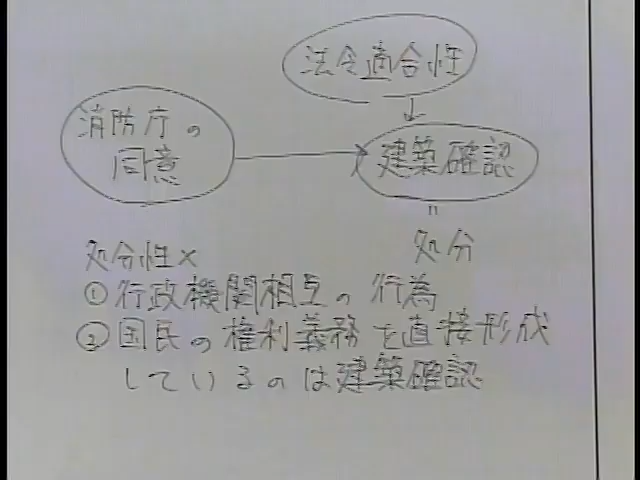 法令適合性
消防庁の
同意
建築確認
〃
処分
処分性×
①行政機関相互の行為
②国民の権利義務を直接形成
しているのは建築確認